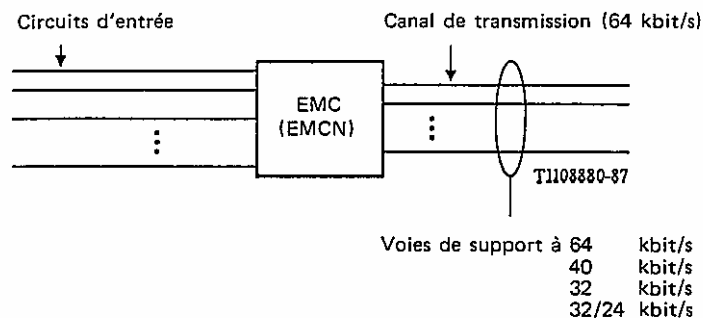 Circuits d'entrée
Canal de transmission (64 kbit/s)
EMC
(EMCN)
T1108880-87
Voies de support à 64 kbit/s
40 kbit/s
32 kbit/s
32/24 kbit/s